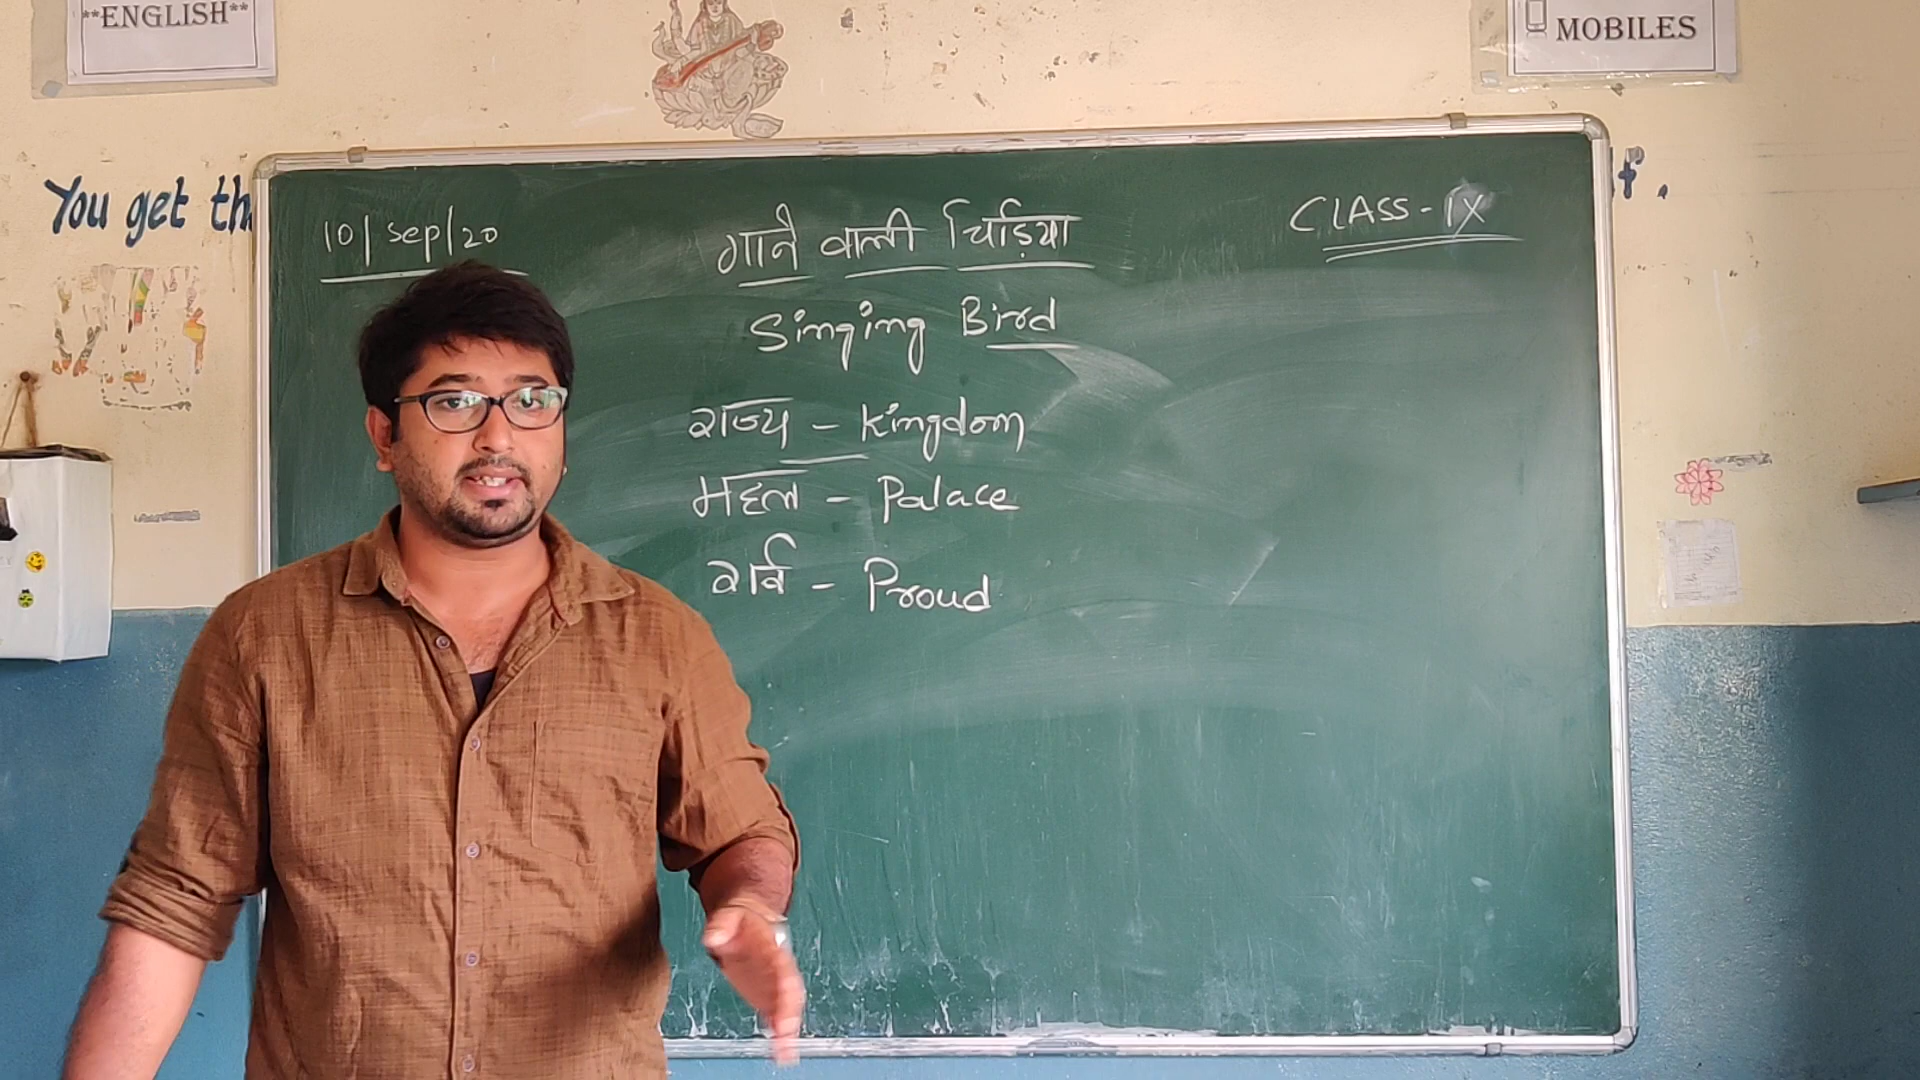 **ENGLISH**
MOBILES
You get th
f.
10/Sep/20
गाने वाली चिड़िया
CLASS-IX
Singing Bird
राज्य - Kingdom
महल - Palace
गर्व - Proud